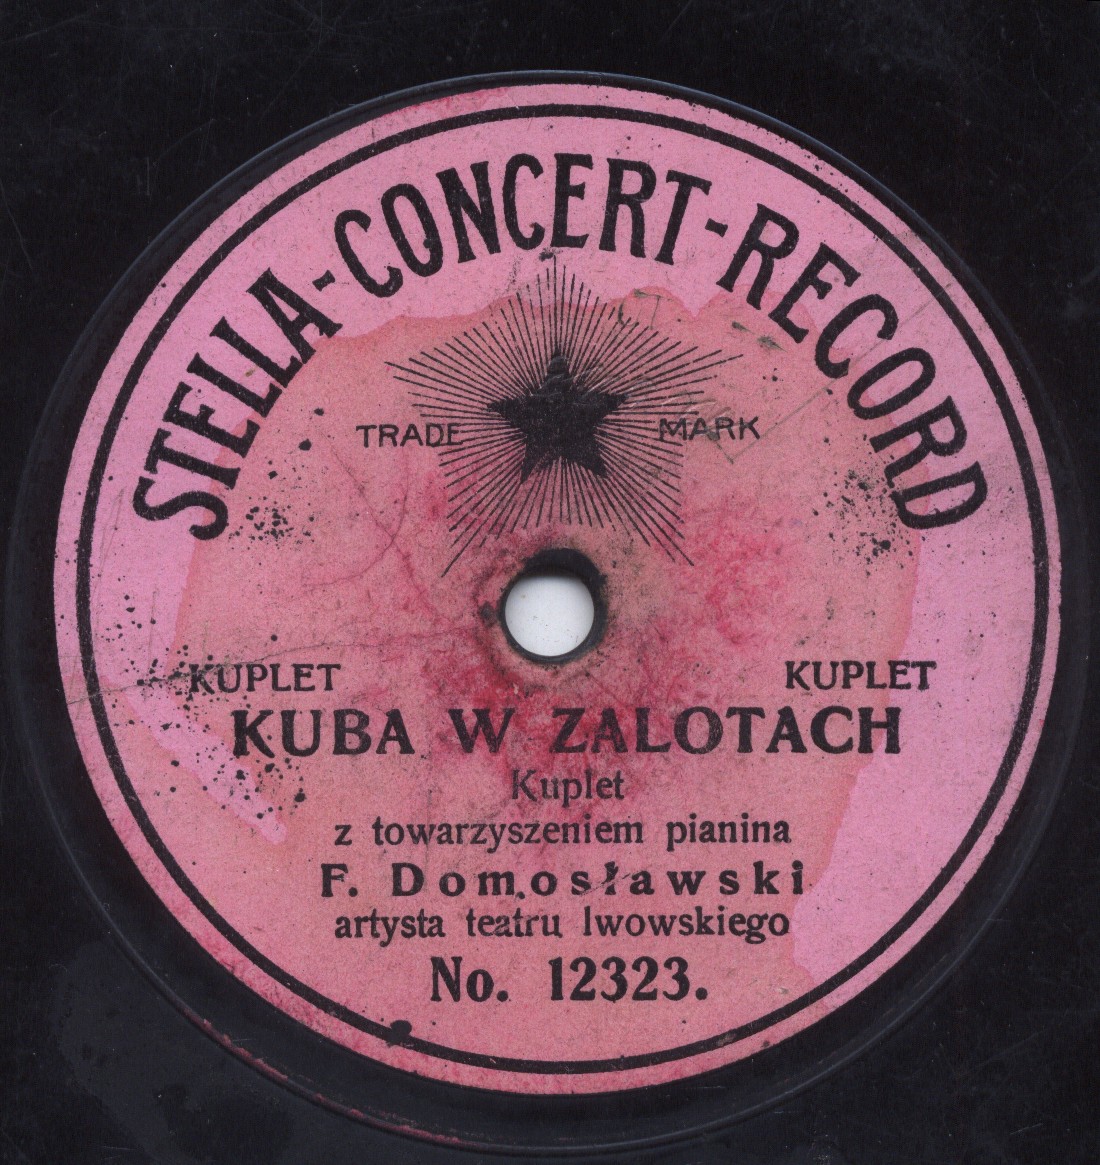 STELLA-CONCERT-RECORD
TRADE MARK
KUPLET KUPLET
KUBA W ZALOTACH
Kuplet
z towarzyszeniem pianina
F. Domosławski
artysta teatru lwowskiego
No. 12323.